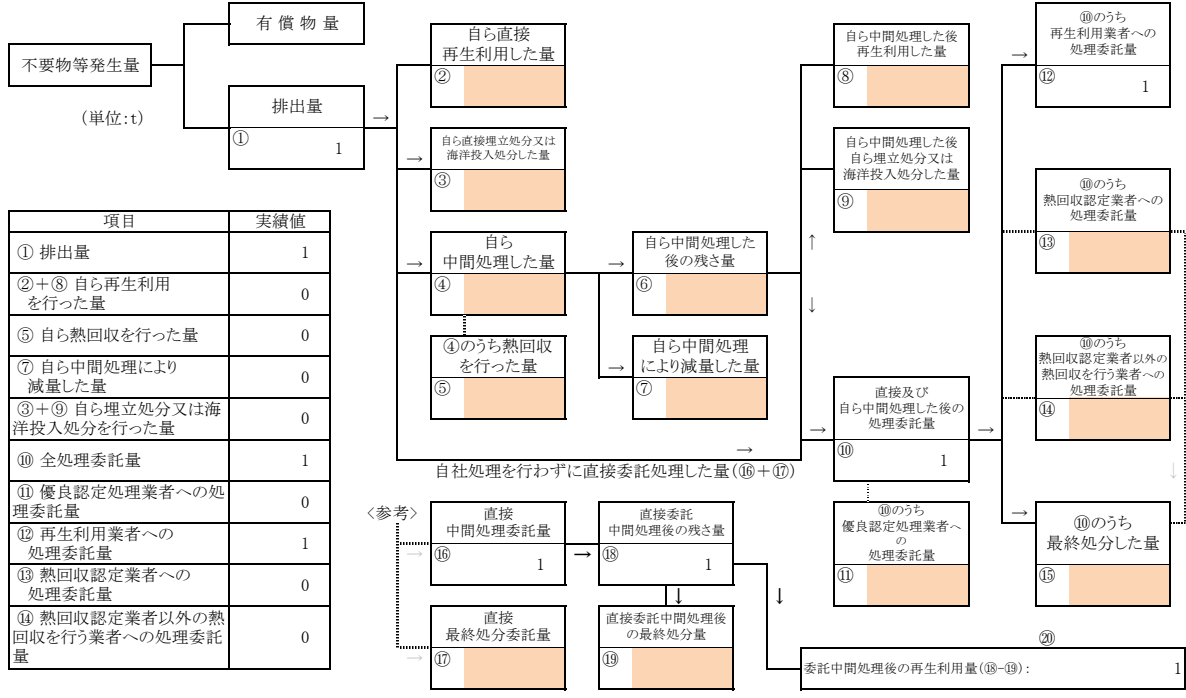 有 償 物 量
不要物等発生量
(単位:t)
排出量
①
1
→
自ら直接
再生利用した量
②
→
自ら直接埋立処分又は
海洋投入処分した量
③
→
自ら
中間処理した量
④
④のうち熱回収
を行った量
⑤
→
自ら中間処理した
後の残さ量
⑥
→
自ら中間処理
により減量した量
⑦
自ら中間処理した後
再生利用した量
⑧
自ら中間処理した後
自ら埋立処分又は
海洋投入処分した量
⑨
↑
↓
→
自社処理を行わずに直接委託処理した量(⑯+⑰)
→
直接及び
自ら中間処理した後の
処理委託量
⑩
1
⑩のうち
優良認定処理業者へ
の
処理委託量
⑪
→
→
⑩のうち
再生利用業者への
処理委託量
⑫
1
⑩のうち
熱回収認定業者への
処理委託量
⑬
⑩のうち
熱回収認定業者以外の
熱回収を行う業者への
処理委託量
⑭
↓
→
⑩のうち
最終処分した量
⑮
項目 実績値
① 排出量 1
②+⑧ 自ら再生利用
を行った量 0
⑤ 自ら熱回収を行った量 0
⑦ 自ら中間処理により
減量した量 0
③+⑨ 自ら埋立処分又は海
洋投入処分を行った量 0
⑩ 全処理委託量 1
⑪ 優良認定処理業者への処
理委託量 0
⑫ 再生利用業者への
処理委託量 1
⑬ 熱回収認定業者への
処理委託量 0
⑭ 熱回収認定業者以外の熱
回収を行う業者への処理委託
量 0
〈参考〉
→
直接
中間処理委託量
⑯
1
→
直接委託
中間処理後の残さ量
⑱
1
↓
↓
→
直接
最終処分委託量
⑰
直接委託中間処理後
の最終処分量
⑲
⑳
委託中間処理後の再生利用量(⑱-⑲): 1